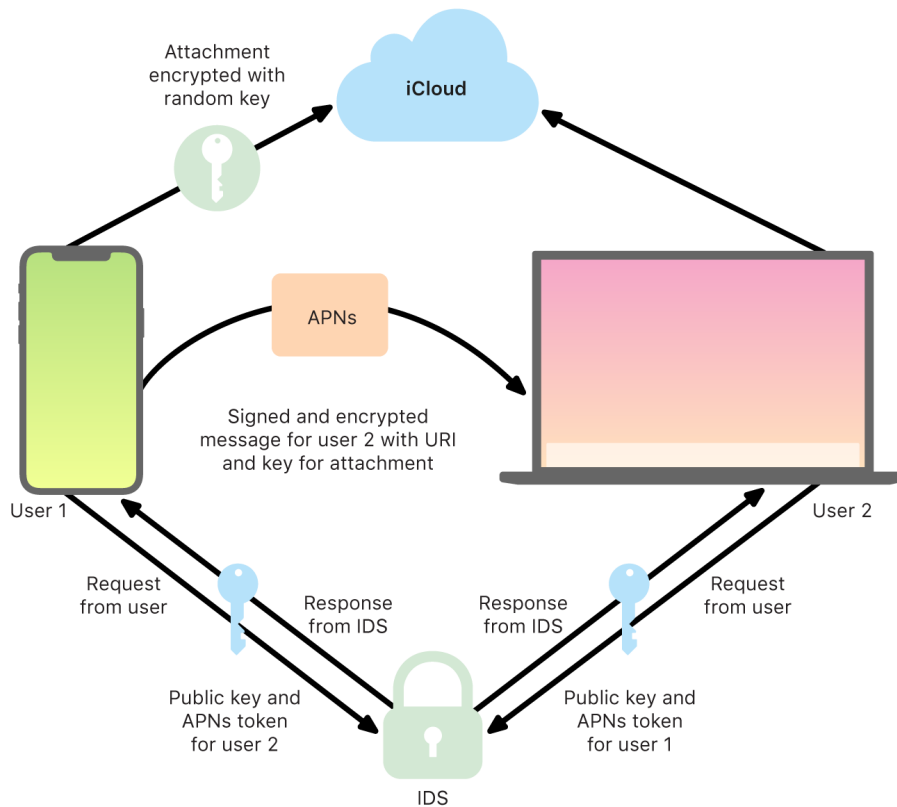 Attachment
encrypted with
random key
iCloud
APNs
Signed and encrypted
message for user 2 with URI
and key for attachment
User 1
User 2
Request
from user
Response
from IDS
Response
from IDS
Request
from user
Public key and
APNs token
for user 2
Public key and
APNs token
for user 1
IDS